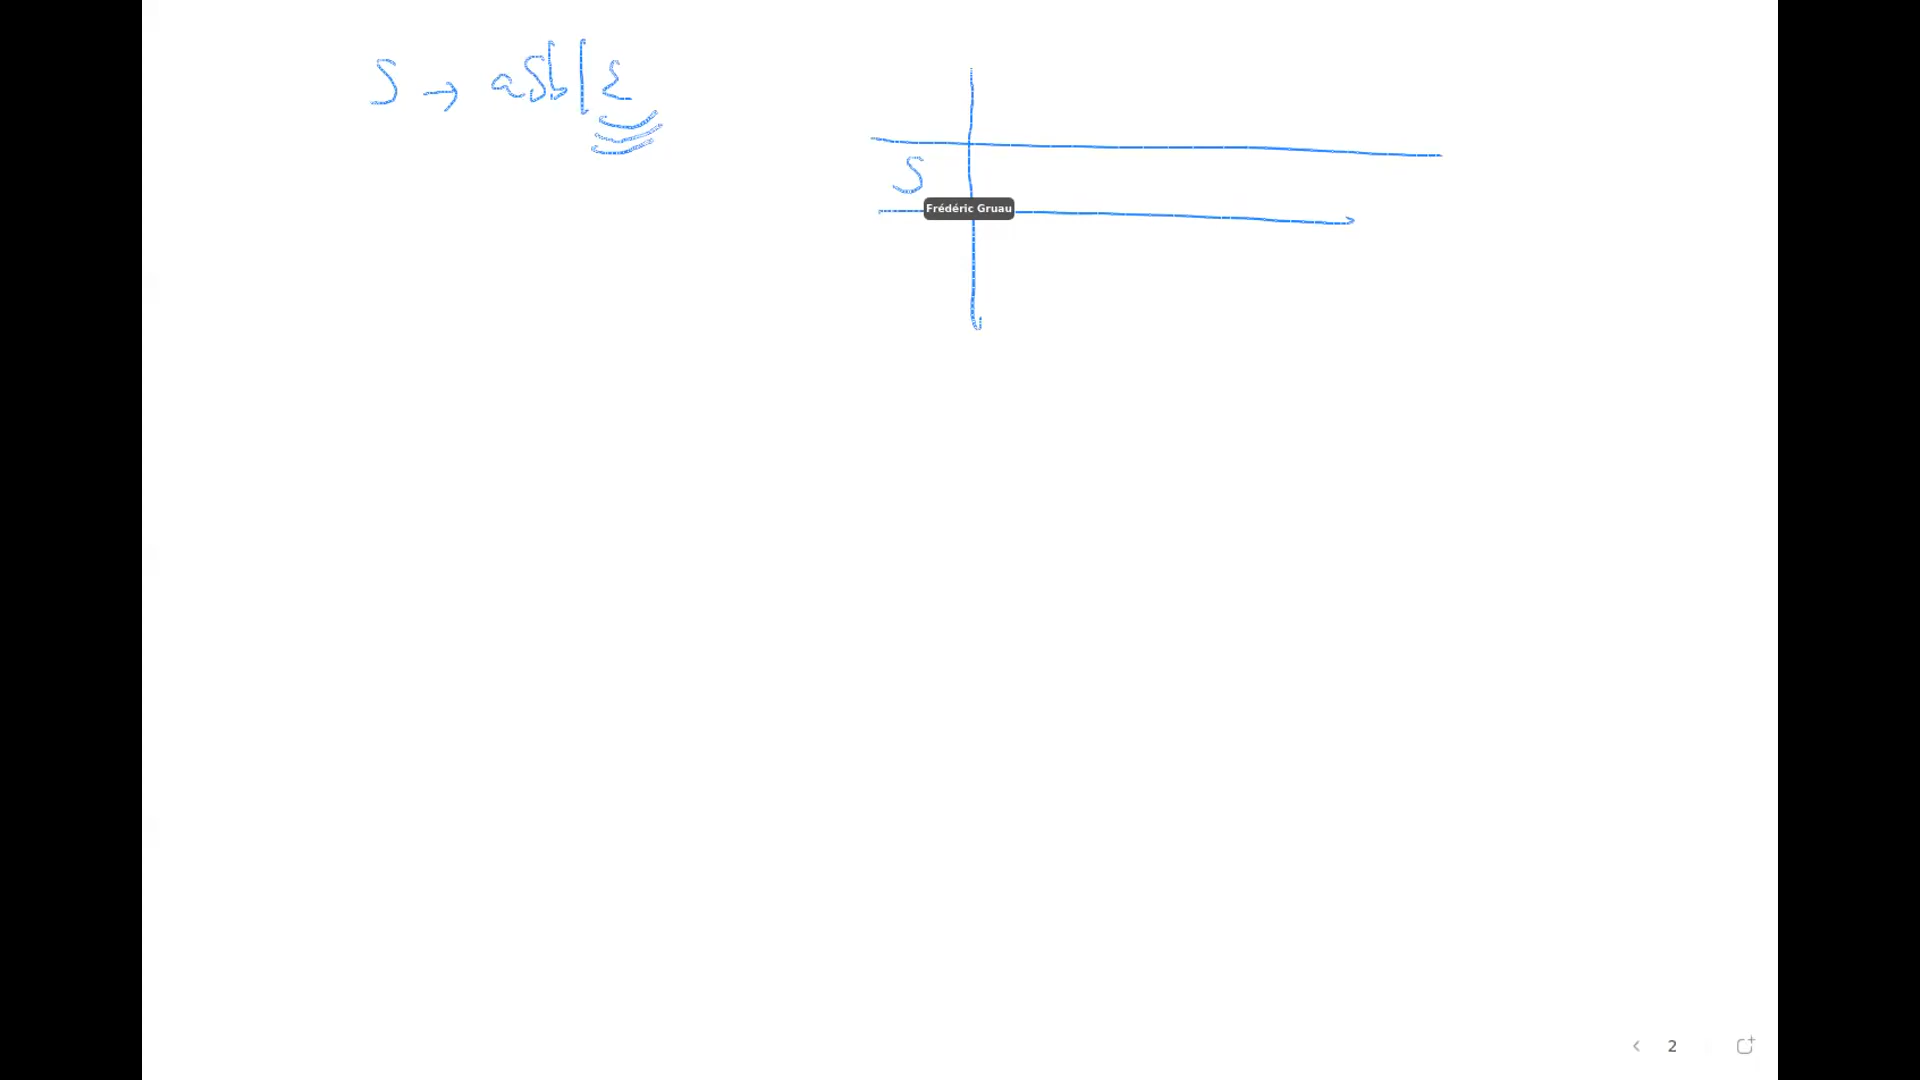 S → aSb | ε
S
Frédéric Gruau
2